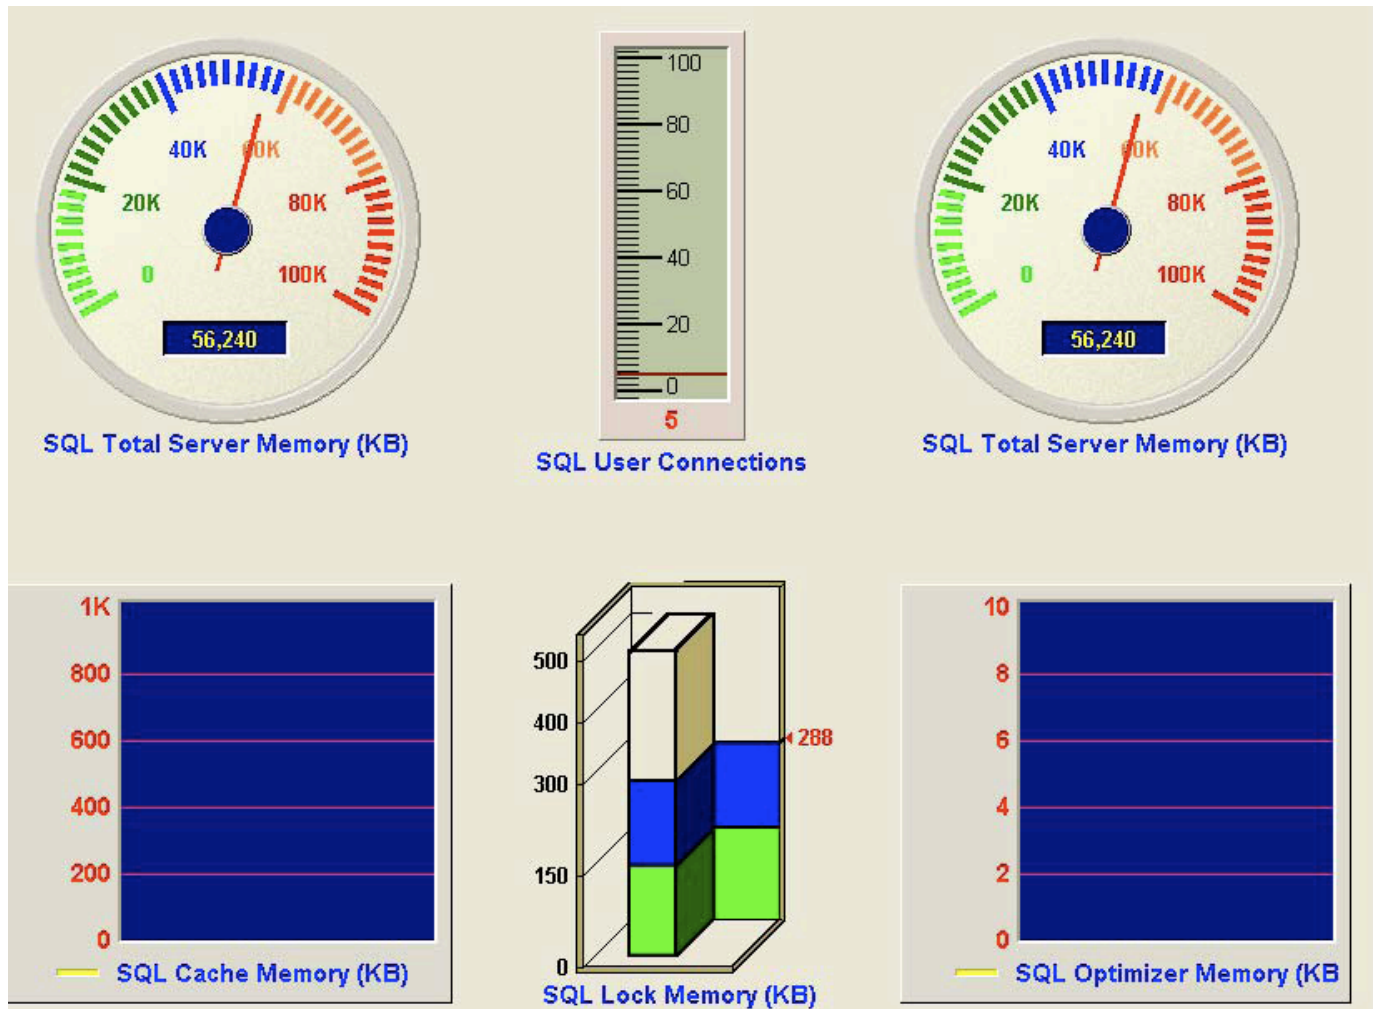 40K
60K
20K
80K
0
100K
56,240
SQL Total Server Memory (KB)
100
80
60
40
20
0
5
SQL User Connections
40K
60K
20K
80K
0
100K
56,240
SQL Total Server Memory (KB)
1K
800
600
400
200
0
SQL Cache Memory (KB)
500
400
300
150
0
288
SQL Lock Memory (KB)
10
8
6
4
2
0
SQL Optimizer Memory (KB